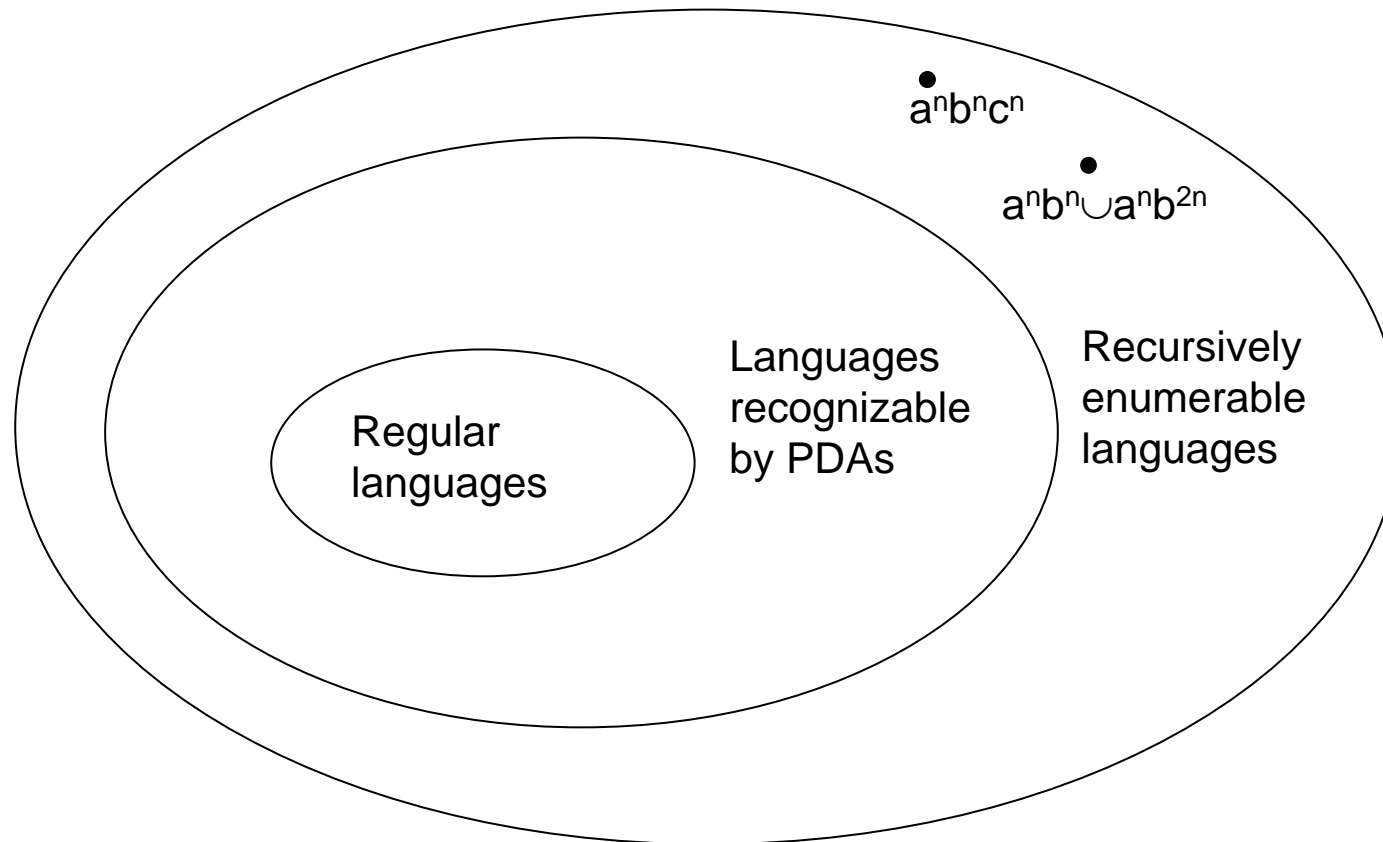 aⁿbⁿcⁿ
aⁿbⁿ∪aⁿb²ⁿ
Languages
recognizable
by PDAs
Recursively
enumerable
languages
Regular
languages